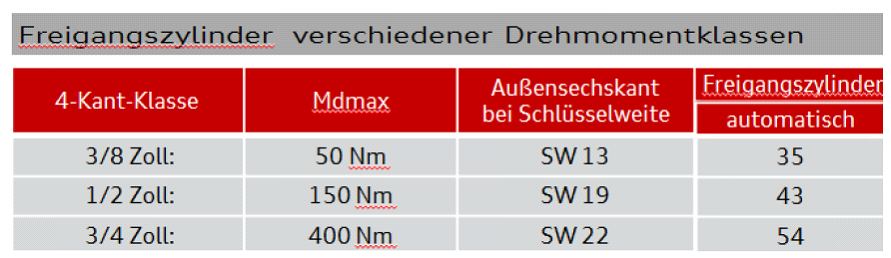 Freigangszylinder verschiedener Drehmomentklassen
4-Kant-Klasse Mdmax Außensechskant bei Schlüsselweite Freigangszylinder automatisch
3/8 Zoll: 50 Nm SW 13 35
1/2 Zoll: 150 Nm SW 19 43
3/4 Zoll: 400 Nm SW 22 54